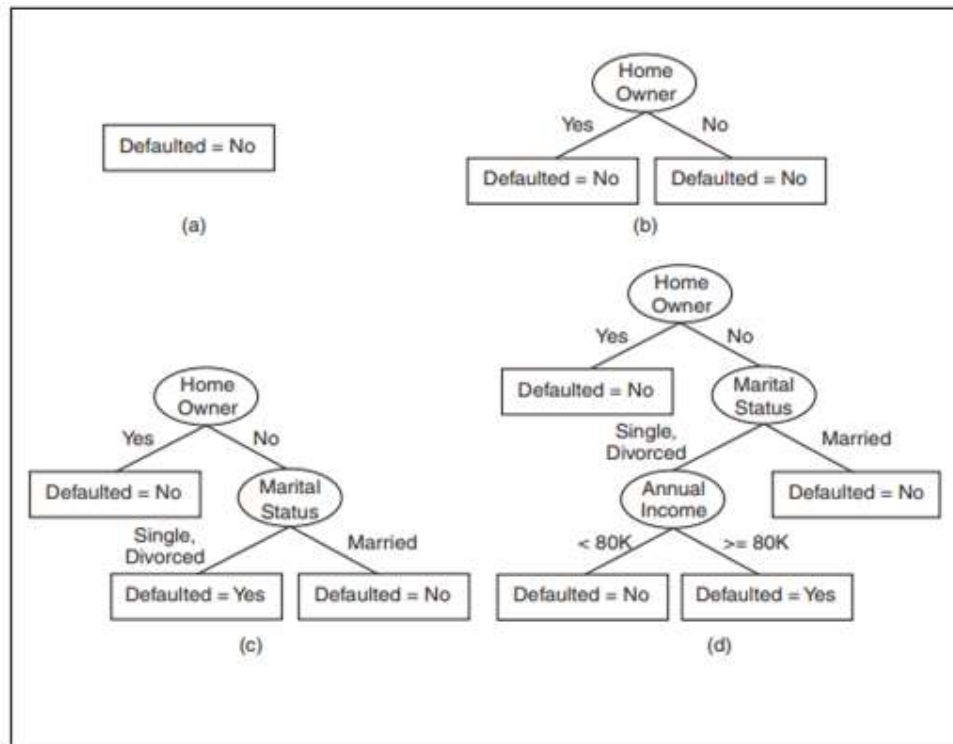 Defaulted = No
(a)
Home
Owner
Yes
No
Defaulted = No
Defaulted = No
(b)
Home
Owner
Yes
No
Defaulted = No
Marital
Status
Single,
Divorced
Married
Defaulted = Yes
Defaulted = No
(c)
Home
Owner
Yes
No
Defaulted = No
Marital
Status
Single,
Divorced
Married
Annual
Income
Defaulted = No
< 80K
>= 80K
Defaulted = No
Defaulted = Yes
(d)